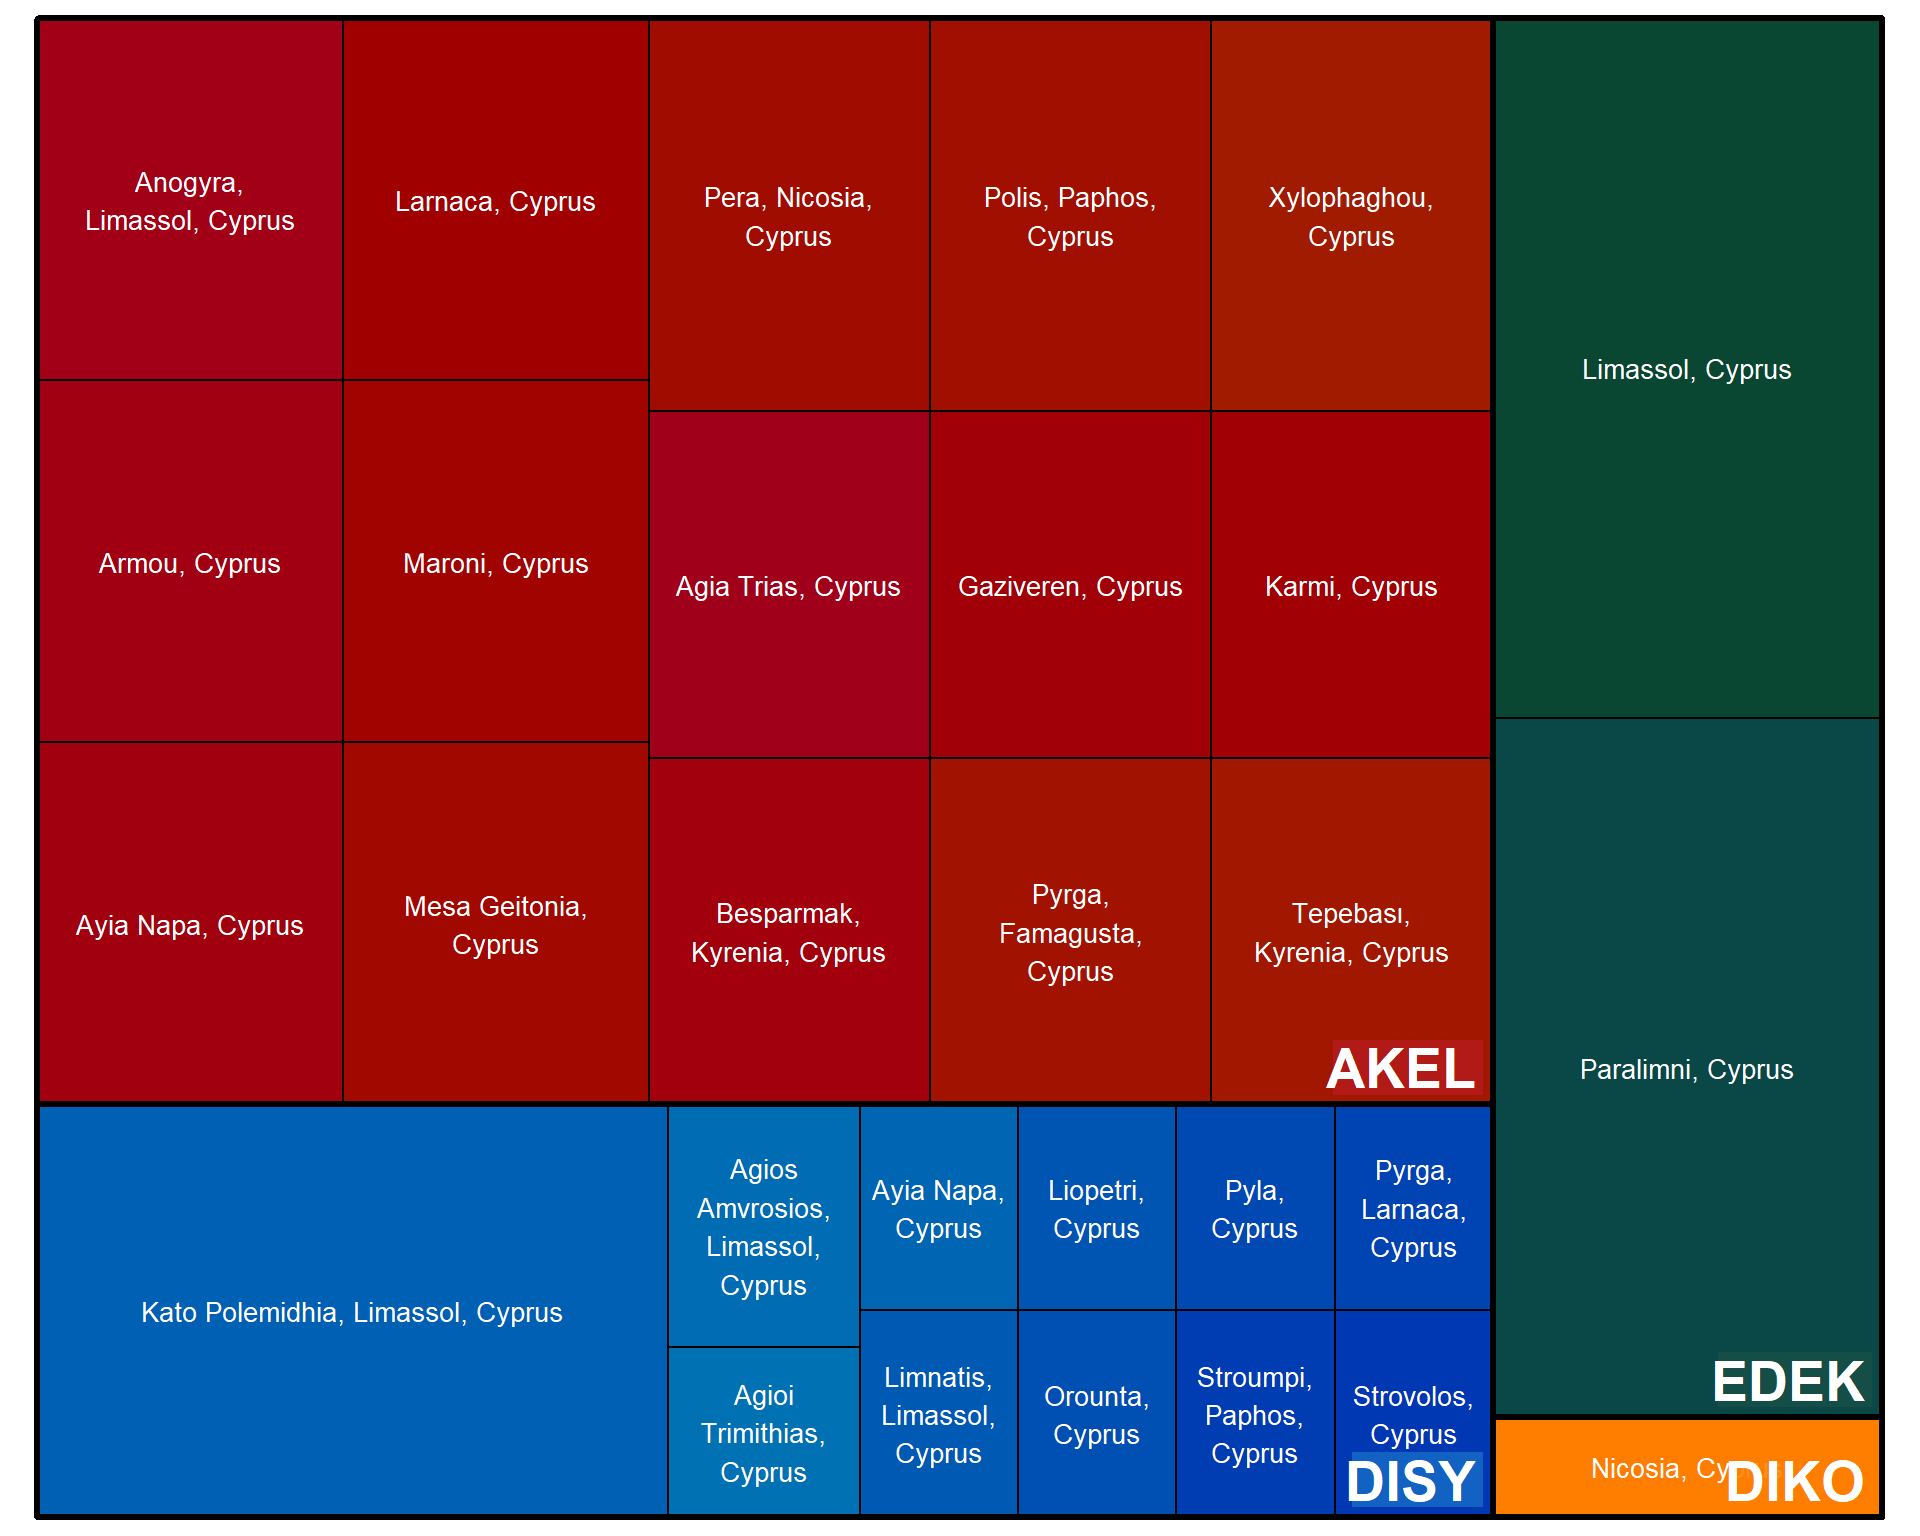 Anogyra,
Limassol, Cyprus
Larnaca, Cyprus
Pera, Nicosia,
Cyprus
Polis, Paphos,
Cyprus
Xylophaghou,
Cyprus
Limassol, Cyprus
Armou, Cyprus
Maroni, Cyprus
Agia Trias, Cyprus
Gaziveren, Cyprus
Karmi, Cyprus
Ayia Napa, Cyprus
Mesa Geitonia,
Cyprus
Besparmak,
Kyrenia, Cyprus
Pyrga,
Famagusta,
Cyprus
Tepebası,
Kyrenia, Cyprus
AKEL
Paralimni, Cyprus
EDEK
Kato Polemidhia, Limassol, Cyprus
Agios
Amvrosios,
Limassol,
Cyprus
Ayia Napa,
Cyprus
Liopetri,
Cyprus
Pyla,
Cyprus
Pyrga,
Larnaca,
Cyprus
Agioi
Trimithias,
Cyprus
Limnatis,
Limassol,
Cyprus
Orounta,
Cyprus
Stroumpi,
Paphos,
Cyprus
Strovolos,
Cyprus
DISY
Nicosia,
DIKO